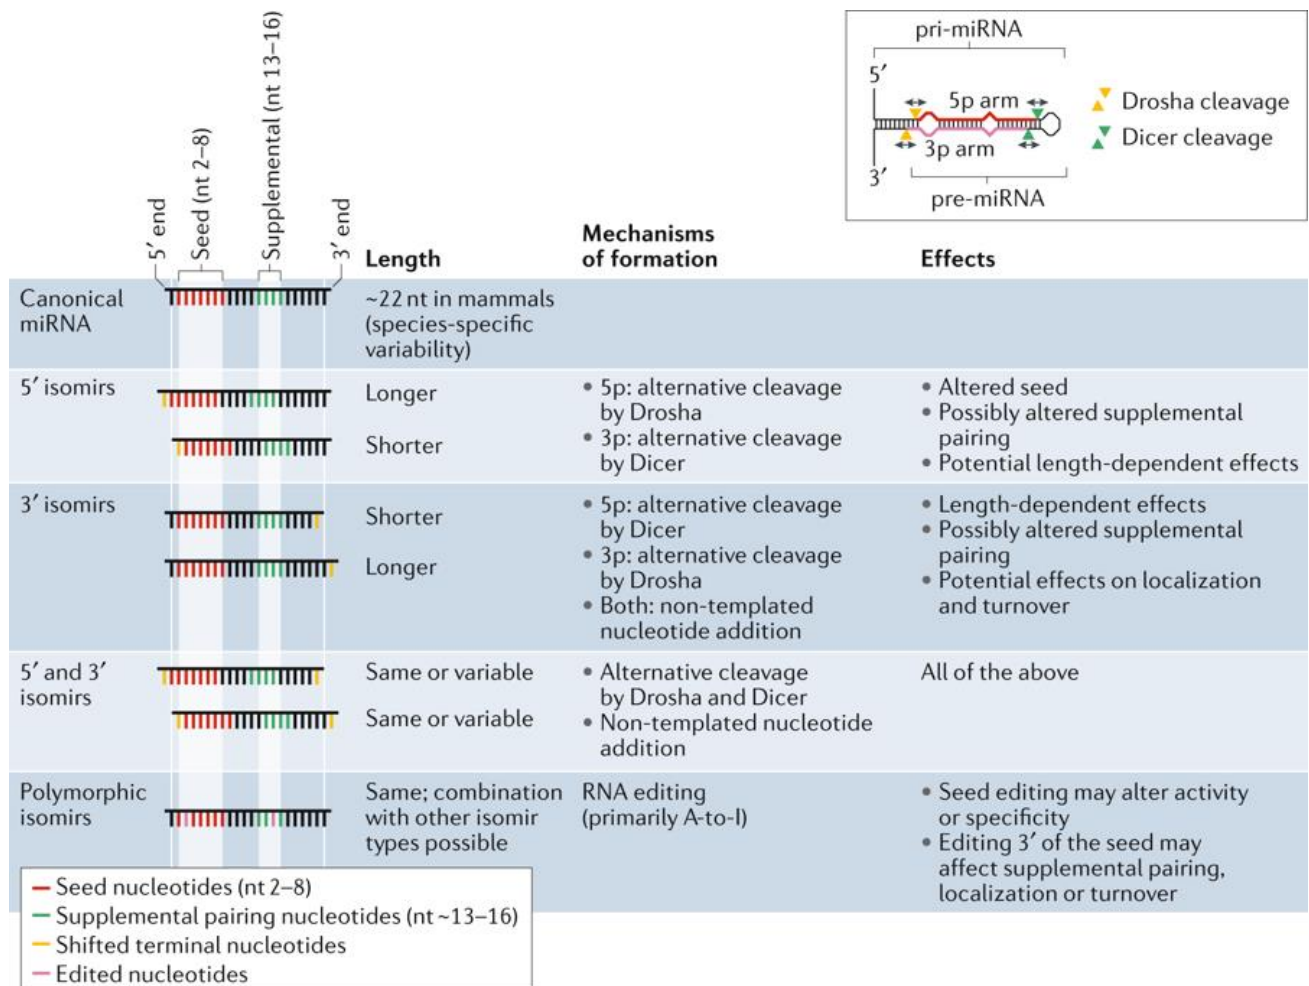 pri-miRNA
5′
5p arm
3p arm
3′
pre-miRNA
Drosha cleavage
Dicer cleavage
5′ end
Seed (nt 2–8)
Supplemental (nt 13–16)
3′ end
Length
Mechanisms
of formation
Effects
Canonical
miRNA
~22 nt in mammals
(species-specific
variability)
5′ isomirs
Longer
Shorter
• 5p: alternative cleavage
by Drosha
• 3p: alternative cleavage
by Dicer
• Altered seed
• Possibly altered supplemental
pairing
• Potential length-dependent effects
3′ isomirs
Shorter
Longer
• 5p: alternative cleavage
by Dicer
• 3p: alternative cleavage
by Drosha
• Both: non-templated
nucleotide addition
• Length-dependent effects
• Possibly altered supplemental
pairing
• Potential effects on localization
and turnover
5′ and 3′
isomirs
Same or variable
Same or variable
• Alternative cleavage
by Drosha and Dicer
• Non-templated nucleotide
addition
All of the above
Polymorphic
isomirs
Same; combination
with other isomir
types possible
RNA editing
(primarily A-to-I)
• Seed editing may alter activity
or specificity
• Editing 3′ of the seed may
affect supplemental pairing,
localization or turnover
Seed nucleotides (nt 2–8)
Supplemental pairing nucleotides (nt ~13–16)
Shifted terminal nucleotides
Edited nucleotides